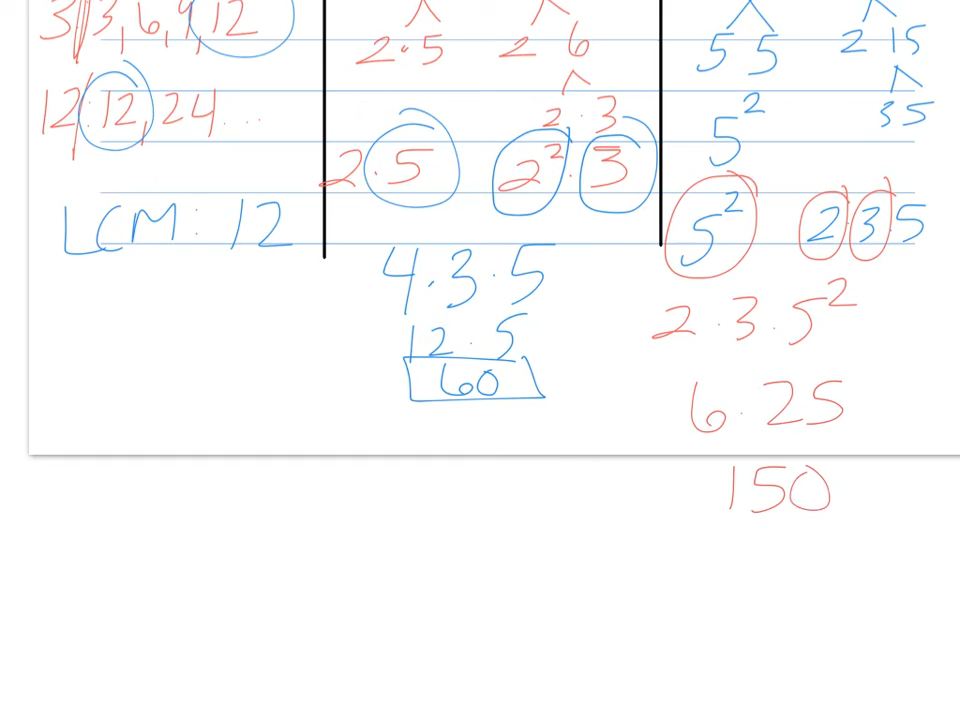 3 3, 6, 9, 12
12: 12, 24 ...
LCM: 12
2 · 5 2 6
2 · 3
2 · 5 2² · 3
4 · 3 · 5
12 · 5
60
5 5 2 15
3 5
5²
5² 2 · 3 · 5
2 · 3 · 5²
6 · 25
150